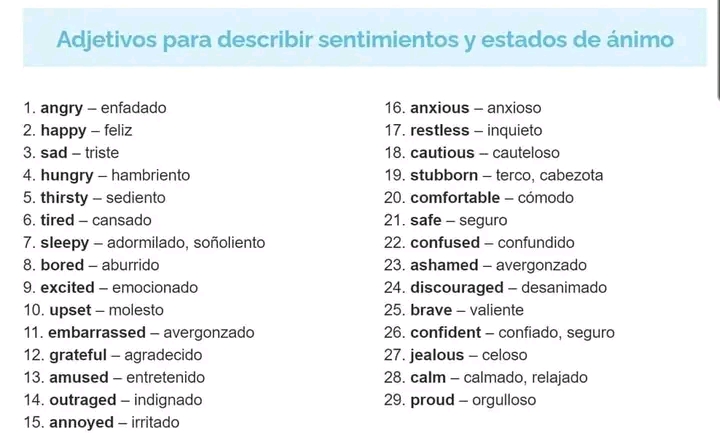 Adjetivos para describir sentimientos y estados de ánimo
1. angry – enfadado
2. happy – feliz
3. sad – triste
4. hungry – hambriento
5. thirsty – sediento
6. tired – cansado
7. sleepy – adormilado, soñoliento
8. bored – aburrido
9. excited – emocionado
10. upset – molesto
11. embarrassed – avergonzado
12. grateful – agradecido
13. amused – entretenido
14. outraged – indignado
15. annoyed – irritado
16. anxious – anxioso
17. restless – inquieto
18. cautious – cauteloso
19. stubborn – terco, cabezota
20. comfortable – cómodo
21. safe – seguro
22. confused – confundido
23. ashamed – avergonzado
24. discouraged – desanimado
25. brave – valiente
26. confident – confiado, seguro
27. jealous – celoso
28. calm – calmado, relajado
29. proud – orgulloso